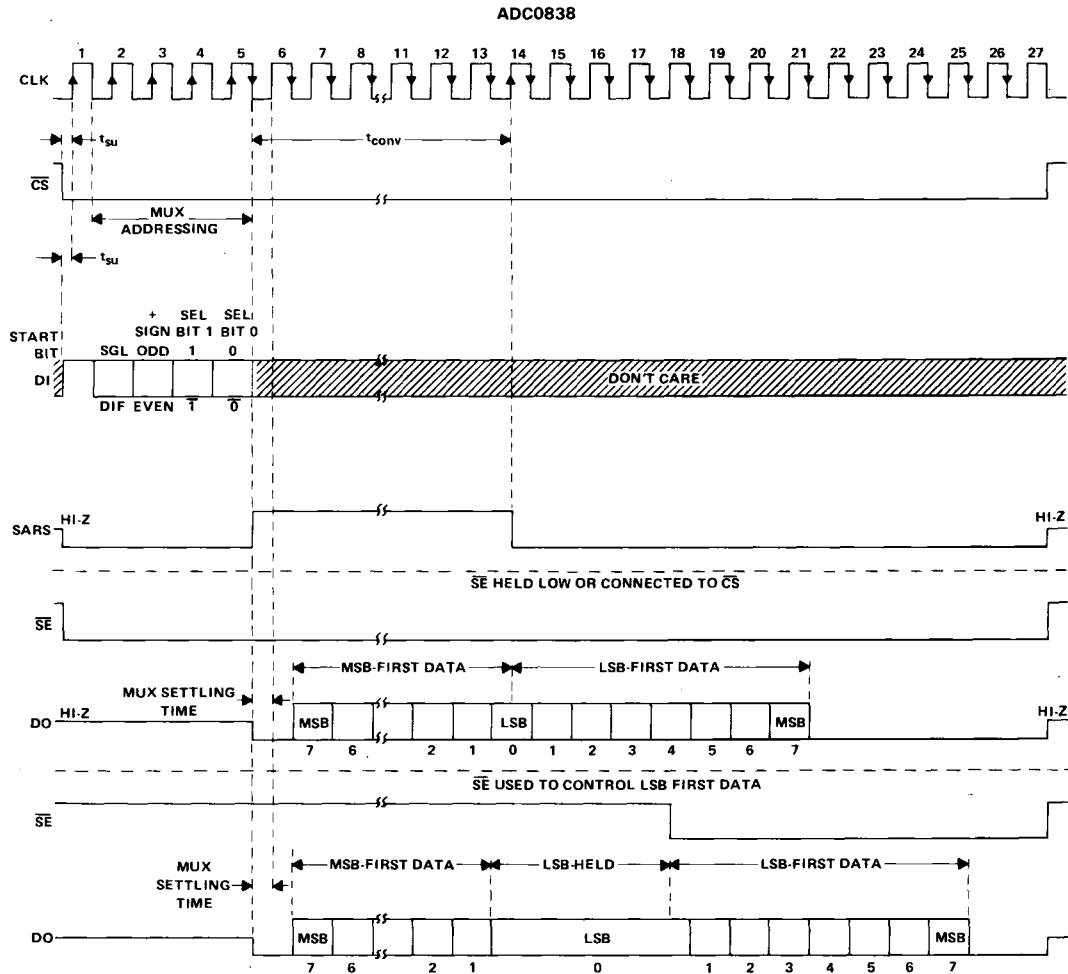 ADC0838
1 2 3 4 5 6 7 8 11 12 13 14 15 16 17 18 19 20 21 22 23 24 25 26 27
CLK
tsu
tconv
CS
MUX
ADDRESSING
tsu
+ SEL SEL
SIGN BIT 1 BIT 0
START
BIT SGL ODD 1 0
DI DON'T CARE
DIF EVEN 1 0
HI-Z HI-Z
SARS
SE HELD LOW OR CONNECTED TO CS
SE
MSB-FIRST DATA LSB-FIRST DATA
MUX SETTLING
TIME
HI-Z HI-Z
DO MSB LSB MSB
7 6 2 1 0 1 2 3 4 5 6 7
SE USED TO CONTROL LSB FIRST DATA
SE
MSB-FIRST DATA LSB-HELD LSB-FIRST DATA
MUX
SETTLING
TIME
DO MSB LSB MSB
7 6 2 1 0 1 2 3 4 5 6 7